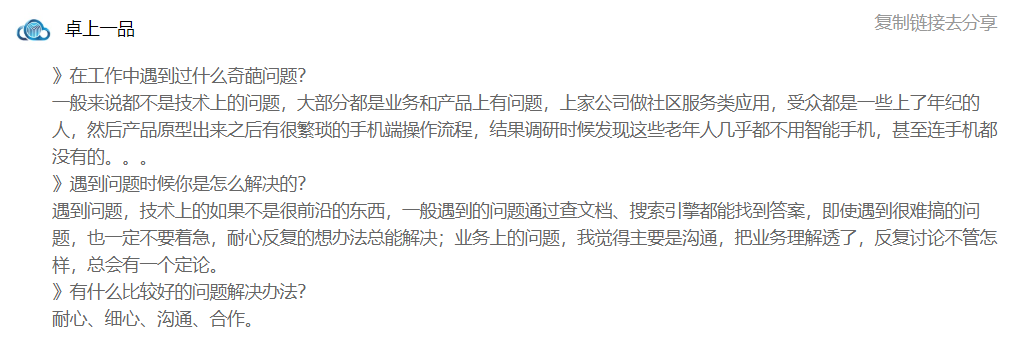 卓上一品
复制链接去分享
》在工作中遇到过什么奇葩问题？
一般来说都不是技术上的问题，大部分都是业务和产品上有问题，上家公司做社区服务类应用，受众都是一些上了年纪的
人，然后产品原型出来之后有很繁琐的手机端操作流程，结果调研时候发现这些老年人几乎都不用智能手机，甚至连手机都
没有的。。。
》遇到问题时候你是怎么解决的？
遇到问题，技术上的如果不是很前沿的东西，一般遇到的问题通过查文档、搜索引擎都能找到答案，即使遇到很难搞的问
题，也一定不要着急，耐心反复的想办法总能解决；业务上的问题，我觉得主要是沟通，把业务理解透了，反复讨论不管怎
样，总会有一个定论。
》有什么比较好的问题解决办法？
耐心、细心、沟通、合作。